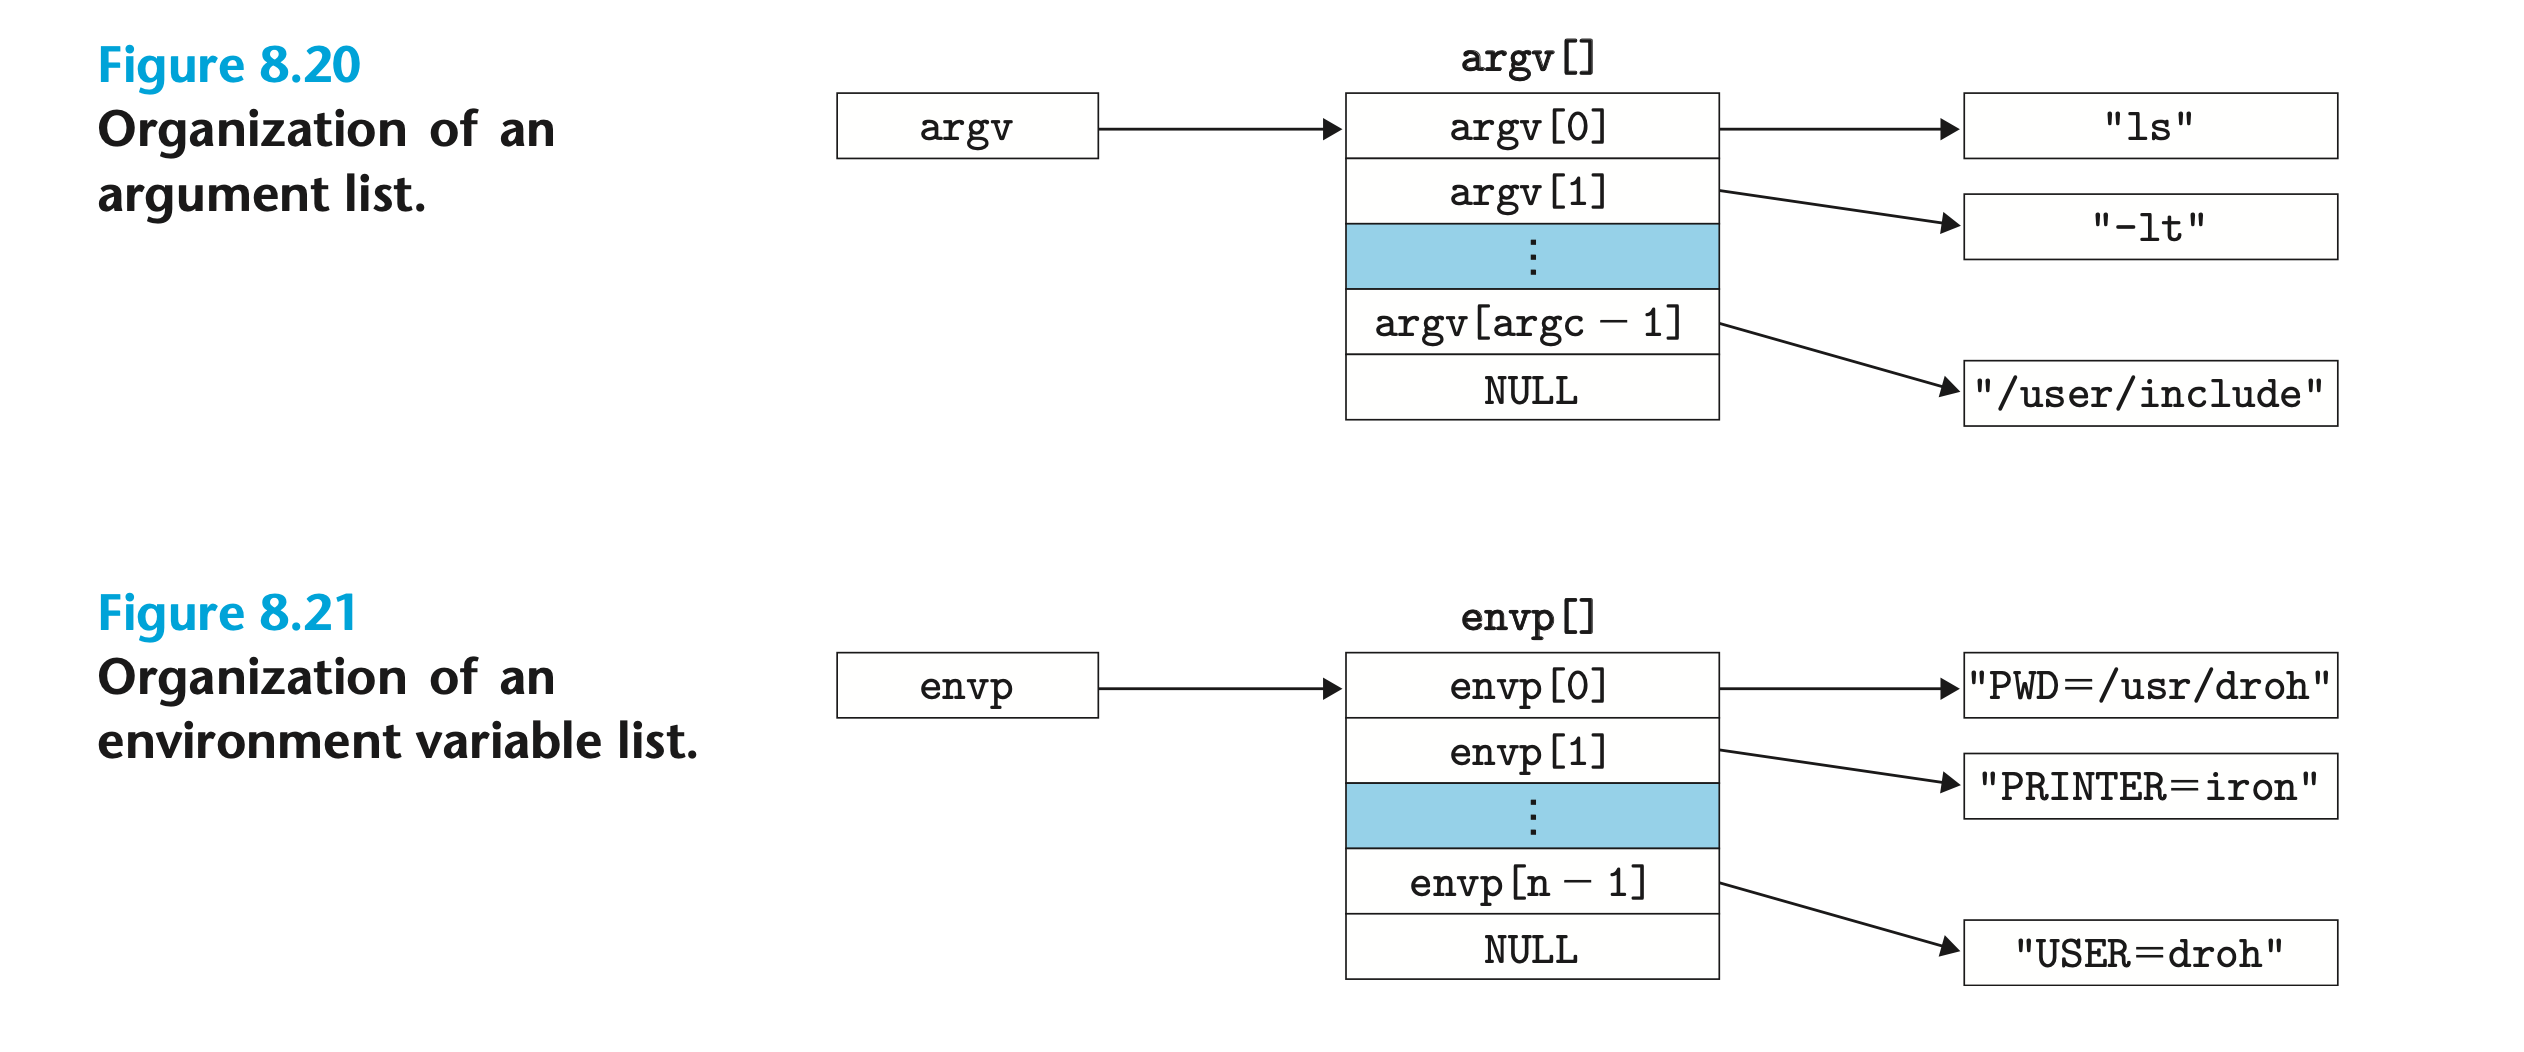 Figure 8.20
Organization of an
argument list.
argv[]
argv
argv[0]
"ls"
argv[1]
"-lt"
⋮
argv[argc − 1]
"/user/include"
NULL
Figure 8.21
Organization of an
environment variable list.
envp[]
envp
envp[0]
"PWD=/usr/droh"
envp[1]
"PRINTER=iron"
⋮
envp[n − 1]
"USER=droh"
NULL